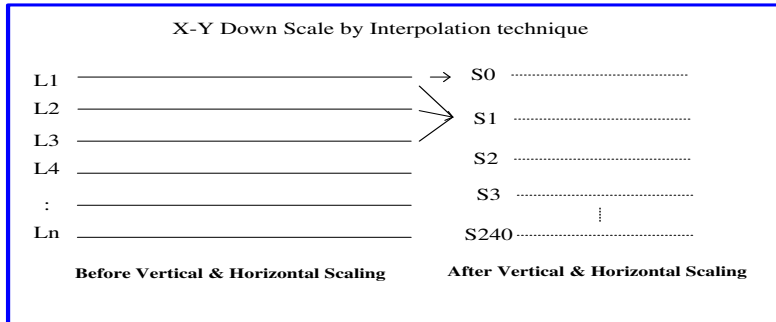 X-Y Down Scale by Interpolation technique
L1
L2
L3
L4
:
Ln
S0
S1
S2
S3
S240
Before Vertical & Horizontal Scaling
After Vertical & Horizontal Scaling